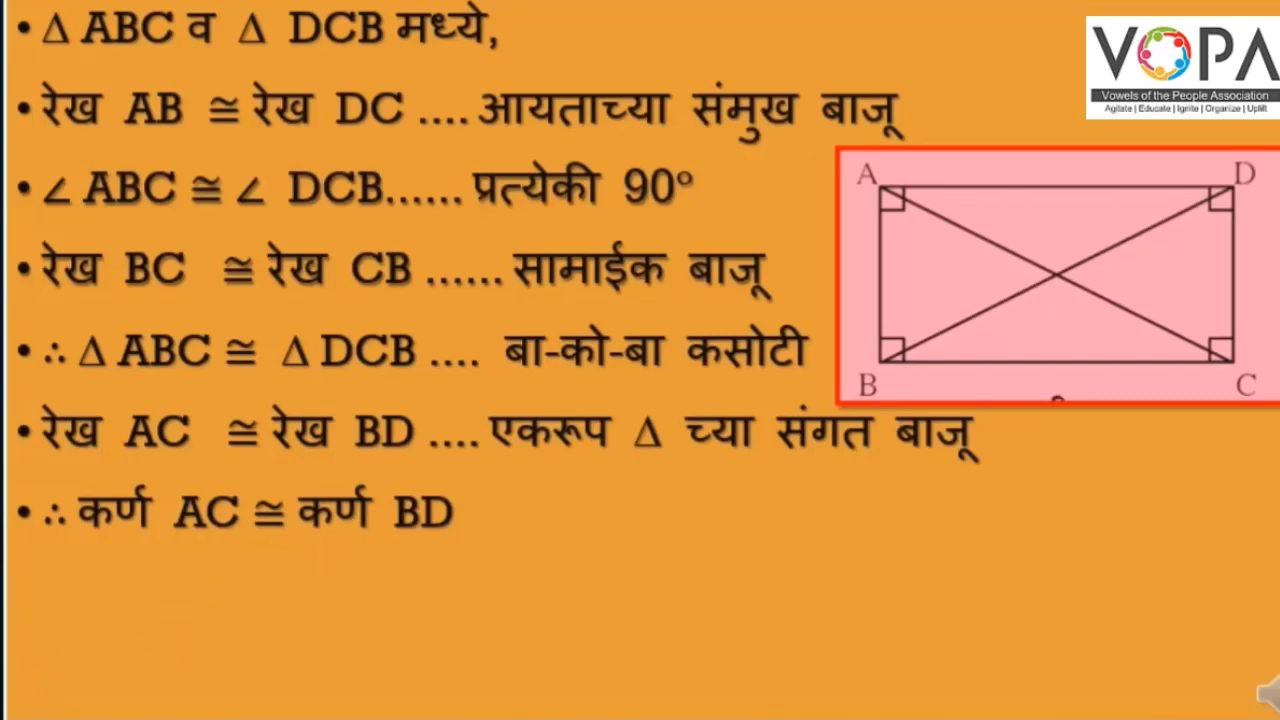 • Δ ABC व Δ DCB मध्ये,
• रेख AB ≅ रेख DC .... आयताच्या संमुख बाजू
• ∠ ABC ≅ ∠ DCB...... प्रत्येकी 90°
• रेख BC ≅ रेख CB ...... सामाईक बाजू
• ∴ Δ ABC ≅ Δ DCB .... बा-को-बा कसोटी
• रेख AC ≅ रेख BD .... एकरूप Δ च्या संगत बाजू
• ∴ कर्ण AC ≅ कर्ण BD
VOPA
Vowels of the People Association
Agitate | Educate | Ignite | Organize | Uplift
A D
B C